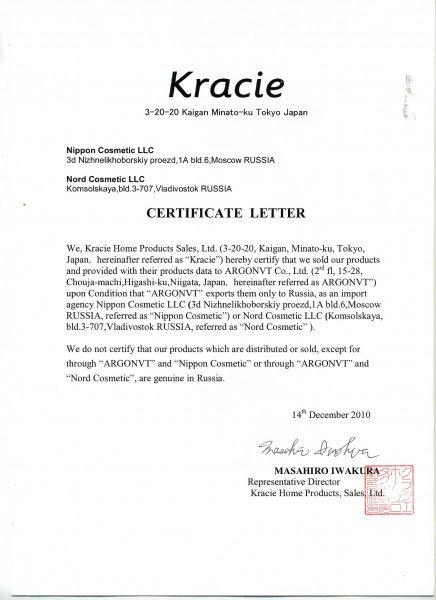 Kracie
3-20-20 Kaigan Minato-ku Tokyo Japan
Nippon Cosmetic LLC
3d Nizhnelikhoborskiy proezd,1A bld.6,Moscow RUSSIA
Nord Cosmetic LLC
Komsolskaya,bld.3-707,Vladivostok RUSSIA
CERTIFICATE LETTER
We, Kracie Home Products Sales, Ltd. (3-20-20, Kaigan, Minato-ku, Tokyo,
Japan. hereinafter referred as “Kracie”) hereby certify that we sold our products
and provided with their products data to ARGONVT Co., Ltd. (2nd fl, 15-28,
Chouja-machi,Higashi-ku,Niigata, Japan, hereinafter referred as ARGONVT”)
upon Condition that “ARGONVT” exports them only to Russia, as an import
agency Nippon Cosmetic LLC (3d Nizhnelikhoborskiy proezd,1A bld.6,Moscow
RUSSIA, referred as “Nippon Cosmetic”) or Nord Cosmetic LLC (Komsolskaya,
bld.3-707,Vladivostok RUSSIA, referred as “Nord Cosmetic” ).
We do not certify that our products which are distributed or sold, except for
through “ARGONVT” and “Nippon Cosmetic” or through “ARGONVT” and
“Nord Cosmetic”, are genuine in Russia.
14th December 2010
MASAHIRO IWAKURA
Representative Director
Kracie Home Products, Sales, Ltd.